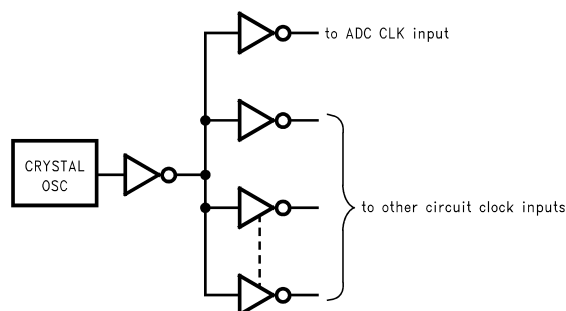 to ADC CLK input
CRYSTAL
OSC
to other circuit clock inputs